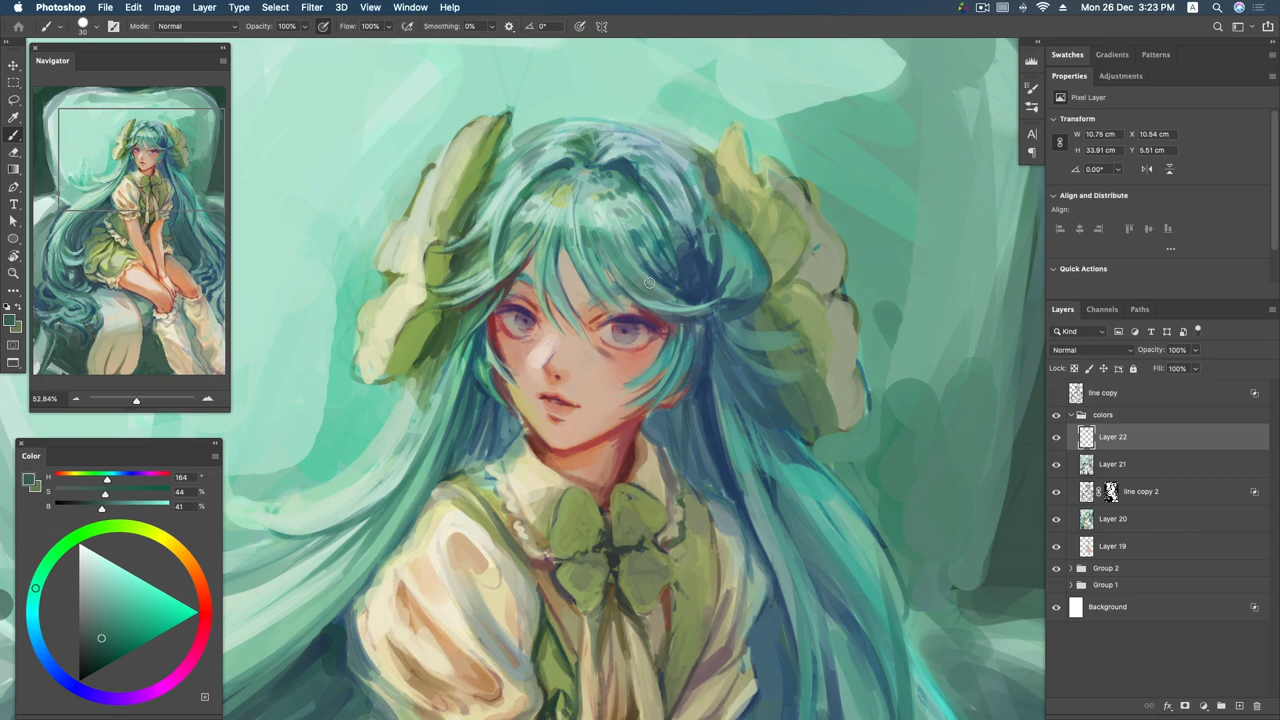 Photoshop File Edit Image Layer Type Select Filter 3D View Window Help Mon 26 Dec 3:23 PM
30 Mode: Normal Opacity: 100% Flow: 100% Smoothing: 0% 0°
Navigator
52.84%
Color
H 164 °
S 44 %
B 41 %
Swatches Gradients Patterns
Properties Adjustments
Pixel Layer
Transform
W 10.75 cm X 10.54 cm
H 33.91 cm Y 5.51 cm
0.00°
Align and Distribute
Align:
Quick Actions
Layers Channels Paths
Kind
Normal Opacity: 100%
Lock: Fill: 100%
line copy
colors
Layer 22
Layer 21
line copy 2
Layer 20
Layer 19
Group 2
Group 1
Background